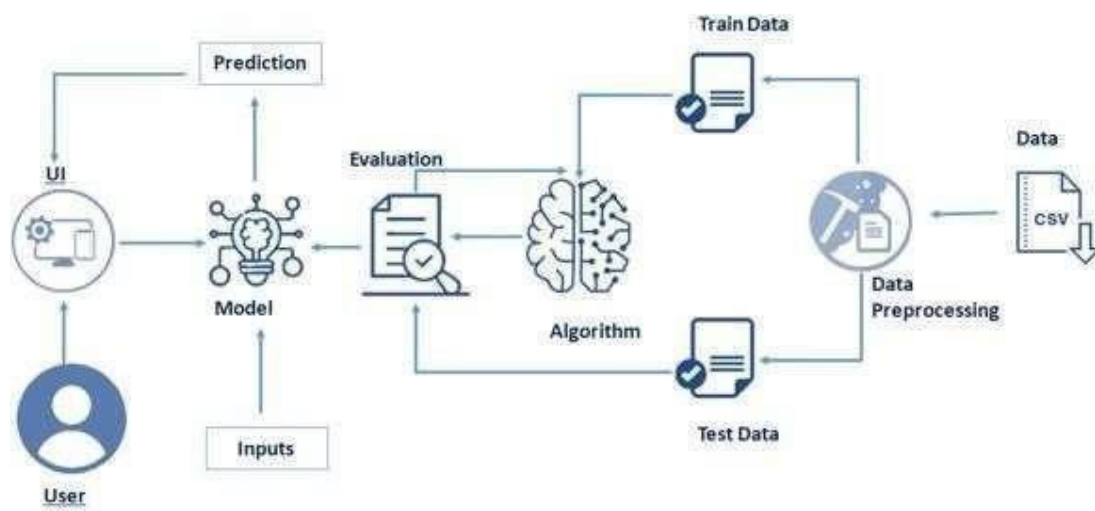 Train Data
Prediction
Data
UI
Evaluation
CSV
Model
Algorithm
Data
Preprocessing
Inputs
Test Data
User